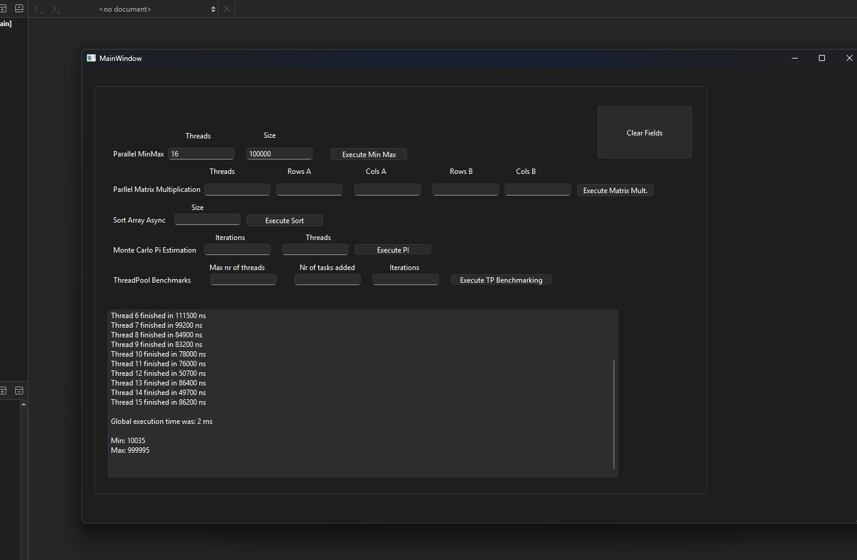 <no document>
ain]
MainWindow
Clear Fields
Threads Size
Parallel MinMax 16 100000 Execute Min Max
Threads Rows A Cols A Rows B Cols B
Parllel Matrix Multiplication Execute Matrix Mult.
Size
Sort Array Async Execute Sort
Iterations Threads
Monte Carlo Pi Estimation Execute PI
Max nr of threads Nr of tasks added Iterations
ThreadPool Benchmarks Execute TP Benchmarking
Thread 6 finished in 111500 ns
Thread 7 finished in 99200 ns
Thread 8 finished in 84900 ns
Thread 9 finished in 83200 ns
Thread 10 finished in 78000 ns
Thread 11 finished in 76000 ns
Thread 12 finished in 50700 ns
Thread 13 finished in 86400 ns
Thread 14 finished in 49700 ns
Thread 15 finished in 86200 ns
Global execution time was: 2 ms
Min: 10035
Max: 999995